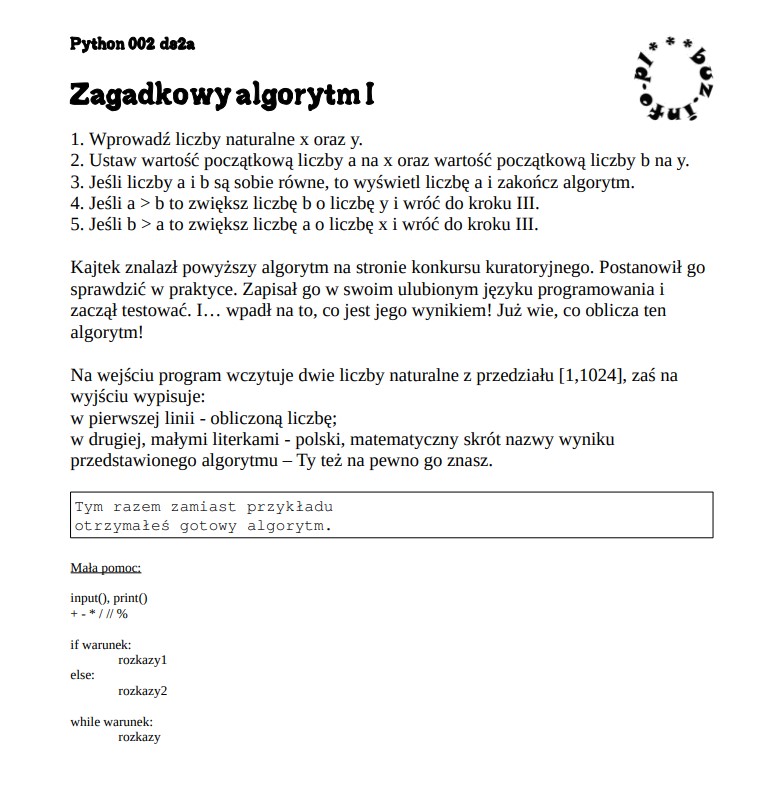 Python 002 ds2a
***buz.info.pl
Zagadkowy algorytm I
1. Wprowadź liczby naturalne x oraz y.
2. Ustaw wartość początkową liczby a na x oraz wartość początkową liczby b na y.
3. Jeśli liczby a i b są sobie równe, to wyświetl liczbę a i zakończ algorytm.
4. Jeśli a > b to zwiększ liczbę b o liczbę y i wróć do kroku III.
5. Jeśli b > a to zwiększ liczbę a o liczbę x i wróć do kroku III.
Kajtek znalazł powyższy algorytm na stronie konkursu kuratoryjnego. Postanowił go
sprawdzić w praktyce. Zapisał go w swoim ulubionym języku programowania i
zaczął testować. I… wpadł na to, co jest jego wynikiem! Już wie, co oblicza ten
algorytm!
Na wejściu program wczytuje dwie liczby naturalne z przedziału [1,1024], zaś na
wyjściu wypisuje:
w pierwszej linii - obliczoną liczbę;
w drugiej, małymi literkami - polski, matematyczny skrót nazwy wyniku
przedstawionego algorytmu – Ty też na pewno go znasz.
Tym razem zamiast przykładu
otrzymałeś gotowy algorytm.
Mała pomoc:
input(), print()
+ - * / // %
if warunek:
rozkazy1
else:
rozkazy2
while warunek:
rozkazy